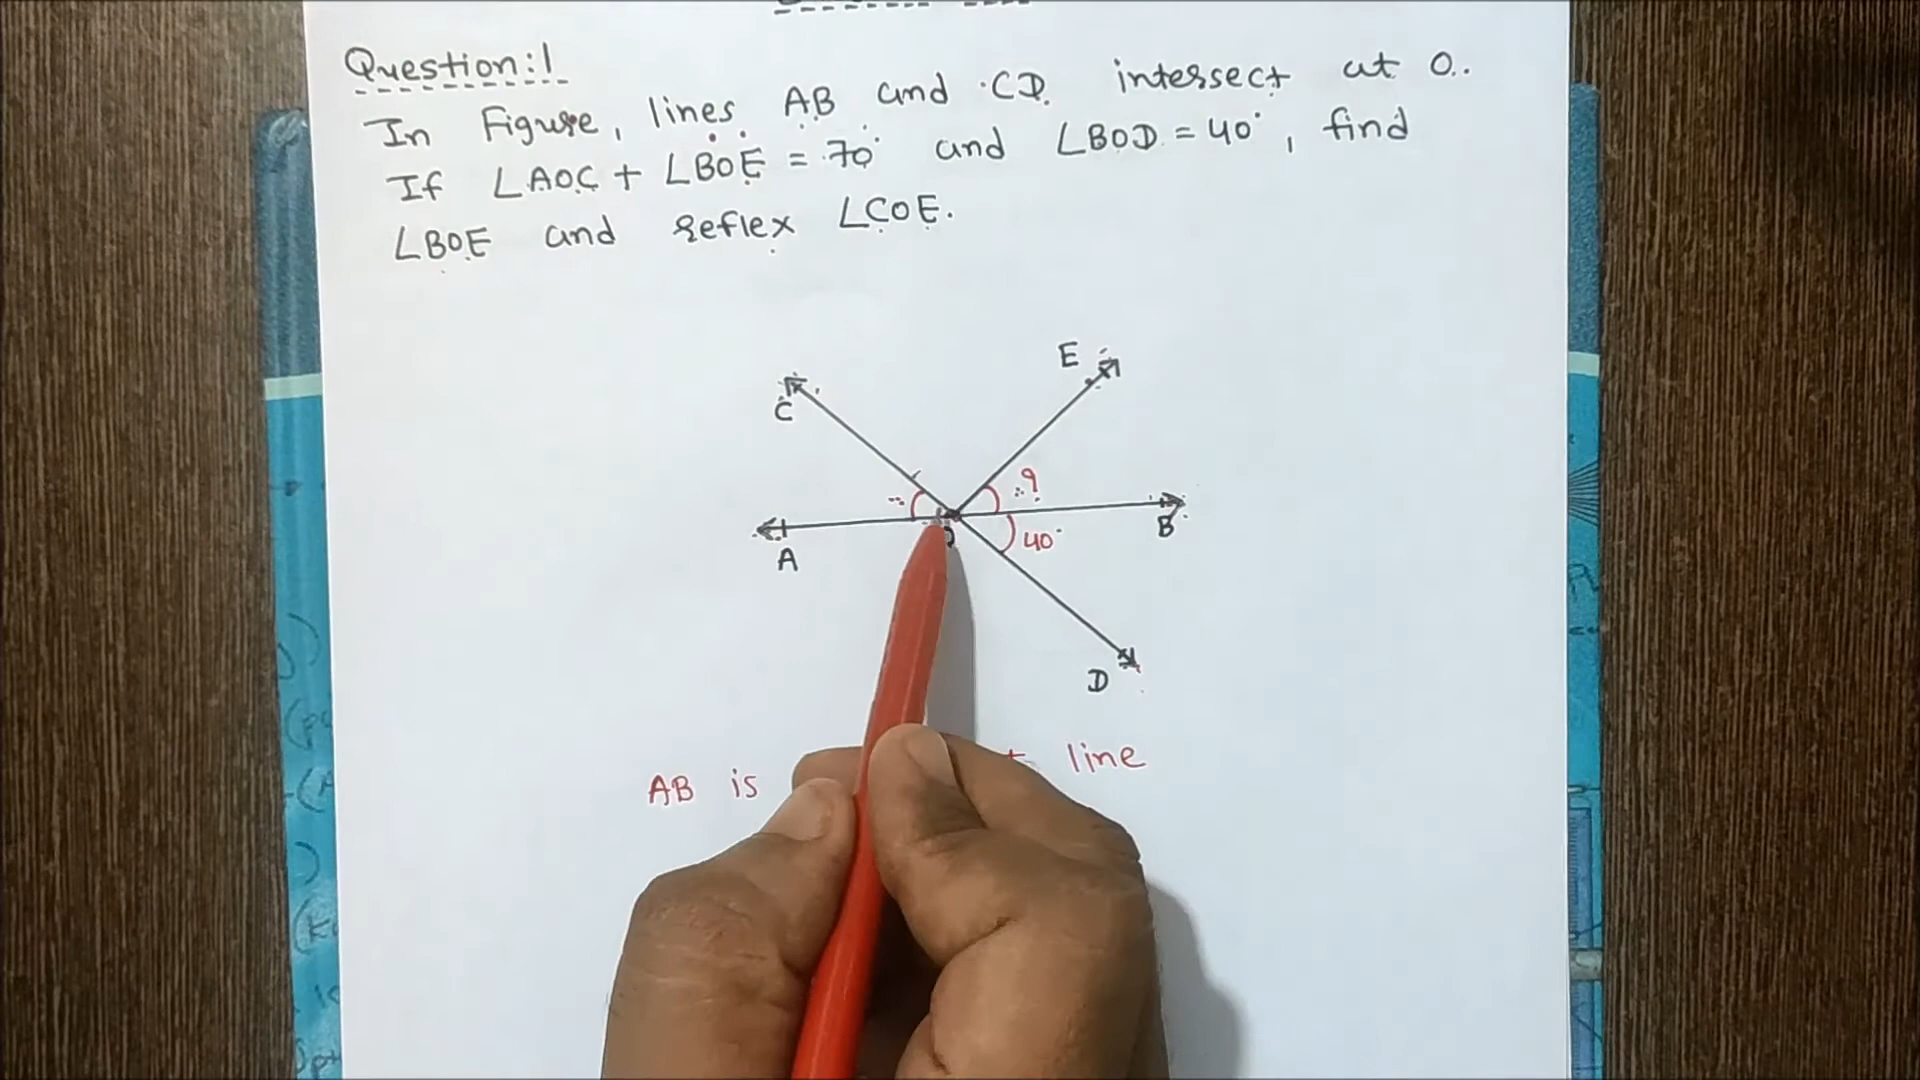 Question:1
In Figure, lines AB and CD intersect at O.
If ∠AOC + ∠BOE = 70° and ∠BOD = 40°, find
∠BOE and reflex ∠COE.
E
C
?
A
B
40°
D
AB is line